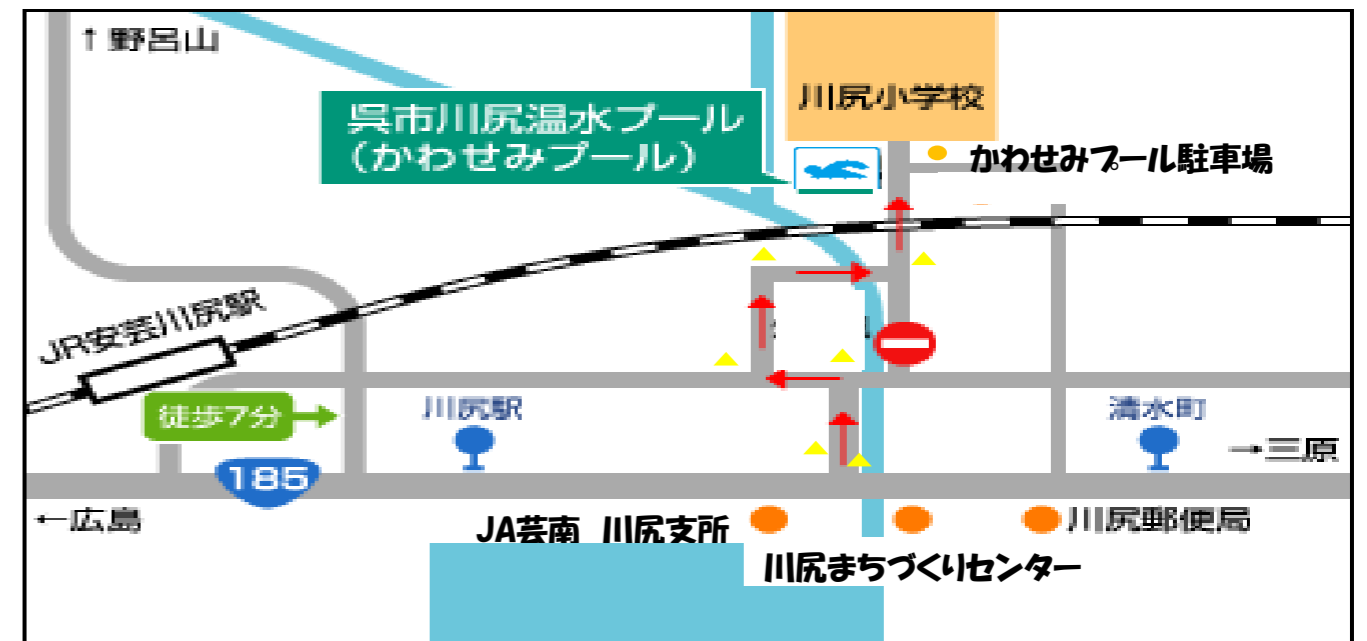 ↑野呂山
川尻小学校
呉市川尻温水プール
(かわせみプール)
かわせみプール駐車場
JR安芸川尻駅
徒歩7分
川尻駅
清水町
→三原
185
←広島
JA芸南 川尻支所
川尻郵便局
川尻まちづくりセンター